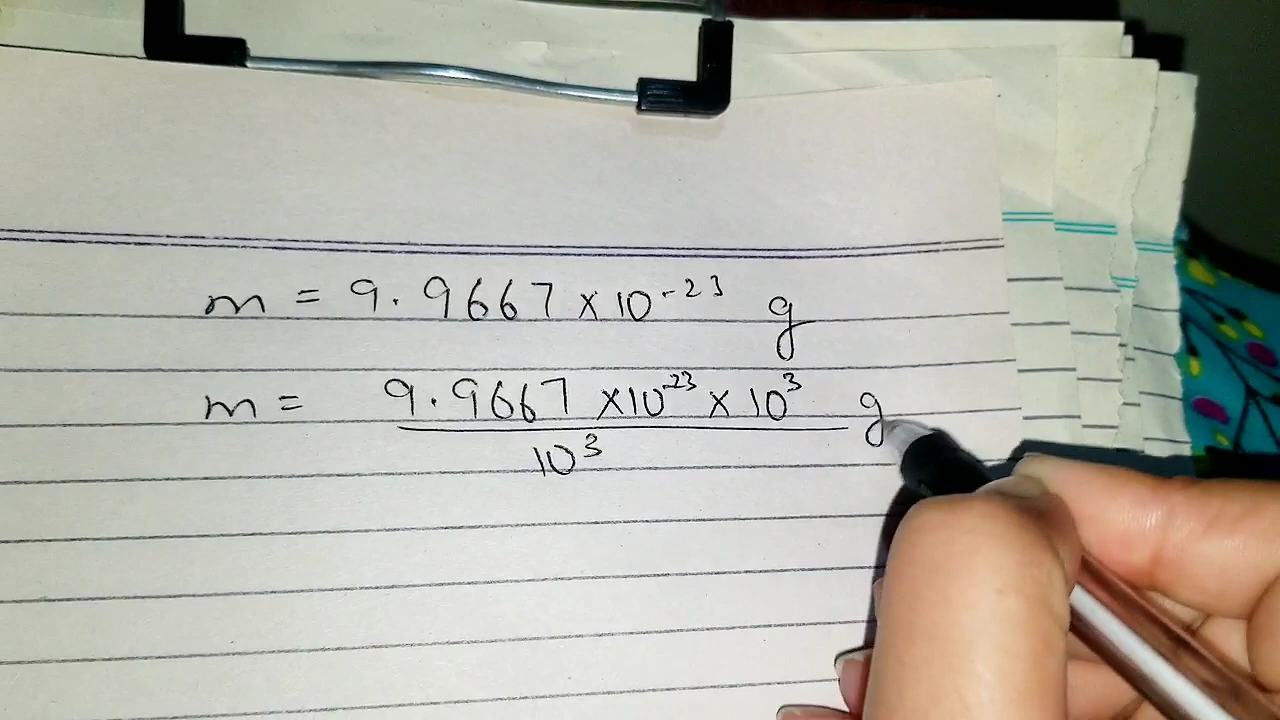 m = 9.9667 × 10⁻²³ g
m = 9.9667 × 10⁻²³ × 10³ g
10³